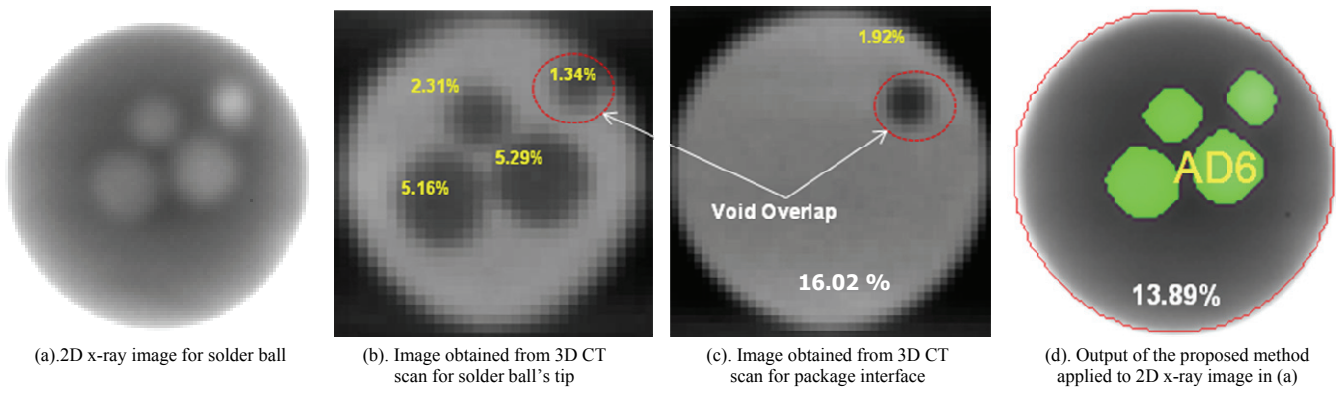 2.31%
1.34%
5.29%
5.16%
1.92%
Void Overlap
16.02 %
AD6
13.89%
(a).2D x-ray image for solder ball
(b). Image obtained from 3D CT
scan for solder ball's tip
(c). Image obtained from 3D CT
scan for package interface
(d). Output of the proposed method
applied to 2D x-ray image in (a)